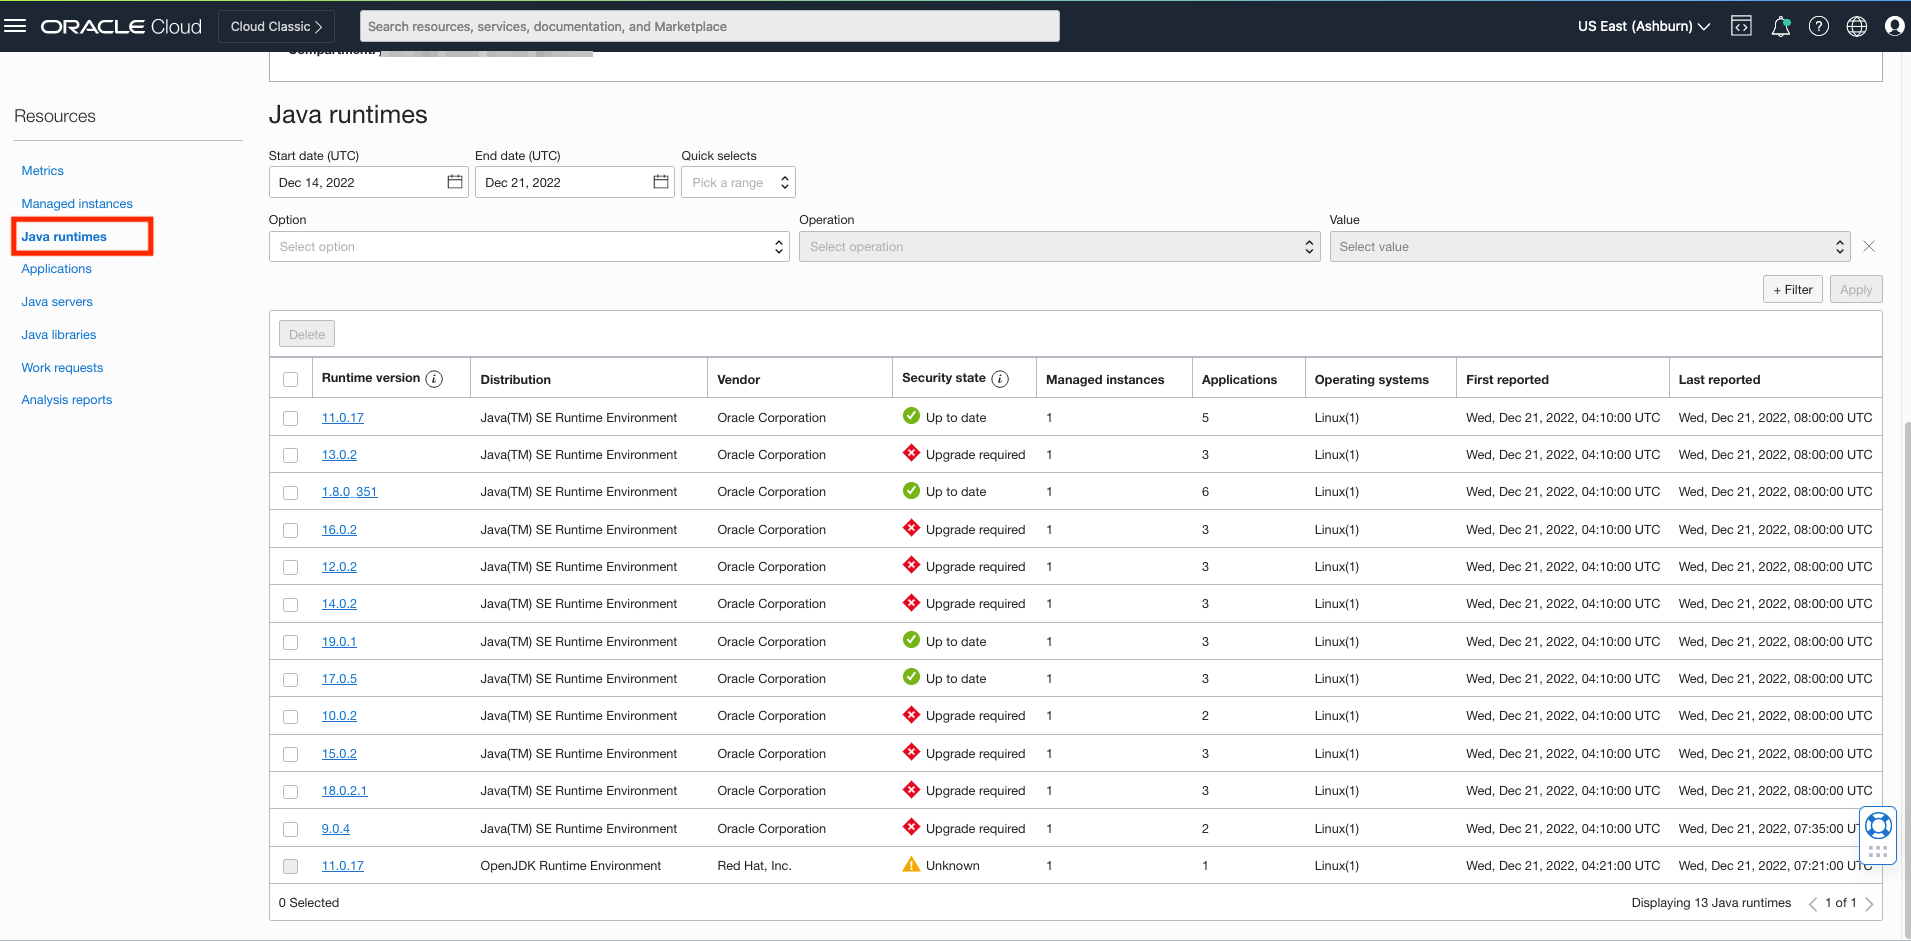 ORACLE Cloud Cloud Classic Search resources, services, documentation, and Marketplace US East (Ashburn)
Compartment:
Resources
Metrics
Managed instances
Java runtimes
Applications
Java servers
Java libraries
Work requests
Analysis reports
Java runtimes
Start date (UTC) End date (UTC) Quick selects
Dec 14, 2022 Dec 21, 2022 Pick a range
Option Operation Value
Select option Select operation Select value
+ Filter Apply
Delete
Runtime version Distribution Vendor Security state Managed instances Applications Operating systems First reported Last reported
11.0.17 Java(TM) SE Runtime Environment Oracle Corporation Up to date 1 5 Linux(1) Wed, Dec 21, 2022, 04:10:00 UTC Wed, Dec 21, 2022, 08:00:00 UTC
13.0.2 Java(TM) SE Runtime Environment Oracle Corporation Upgrade required 1 3 Linux(1) Wed, Dec 21, 2022, 04:10:00 UTC Wed, Dec 21, 2022, 08:00:00 UTC
1.8.0_351 Java(TM) SE Runtime Environment Oracle Corporation Up to date 1 6 Linux(1) Wed, Dec 21, 2022, 04:10:00 UTC Wed, Dec 21, 2022, 08:00:00 UTC
16.0.2 Java(TM) SE Runtime Environment Oracle Corporation Upgrade required 1 3 Linux(1) Wed, Dec 21, 2022, 04:10:00 UTC Wed, Dec 21, 2022, 08:00:00 UTC
12.0.2 Java(TM) SE Runtime Environment Oracle Corporation Upgrade required 1 3 Linux(1) Wed, Dec 21, 2022, 04:10:00 UTC Wed, Dec 21, 2022, 08:00:00 UTC
14.0.2 Java(TM) SE Runtime Environment Oracle Corporation Upgrade required 1 3 Linux(1) Wed, Dec 21, 2022, 04:10:00 UTC Wed, Dec 21, 2022, 08:00:00 UTC
19.0.1 Java(TM) SE Runtime Environment Oracle Corporation Up to date 1 3 Linux(1) Wed, Dec 21, 2022, 04:10:00 UTC Wed, Dec 21, 2022, 08:00:00 UTC
17.0.5 Java(TM) SE Runtime Environment Oracle Corporation Up to date 1 3 Linux(1) Wed, Dec 21, 2022, 04:10:00 UTC Wed, Dec 21, 2022, 08:00:00 UTC
10.0.2 Java(TM) SE Runtime Environment Oracle Corporation Upgrade required 1 2 Linux(1) Wed, Dec 21, 2022, 04:10:00 UTC Wed, Dec 21, 2022, 08:00:00 UTC
15.0.2 Java(TM) SE Runtime Environment Oracle Corporation Upgrade required 1 3 Linux(1) Wed, Dec 21, 2022, 04:10:00 UTC Wed, Dec 21, 2022, 08:00:00 UTC
18.0.2.1 Java(TM) SE Runtime Environment Oracle Corporation Upgrade required 1 3 Linux(1) Wed, Dec 21, 2022, 04:10:00 UTC Wed, Dec 21, 2022, 08:00:00 UTC
9.0.4 Java(TM) SE Runtime Environment Oracle Corporation Upgrade required 1 2 Linux(1) Wed, Dec 21, 2022, 04:10:00 UTC Wed, Dec 21, 2022, 07:35:00 UTC
11.0.17 OpenJDK Runtime Environment Red Hat, Inc. Unknown 1 1 Linux(1) Wed, Dec 21, 2022, 04:21:00 UTC Wed, Dec 21, 2022, 07:21:00 UTC
0 Selected Displaying 13 Java runtimes 1 of 1